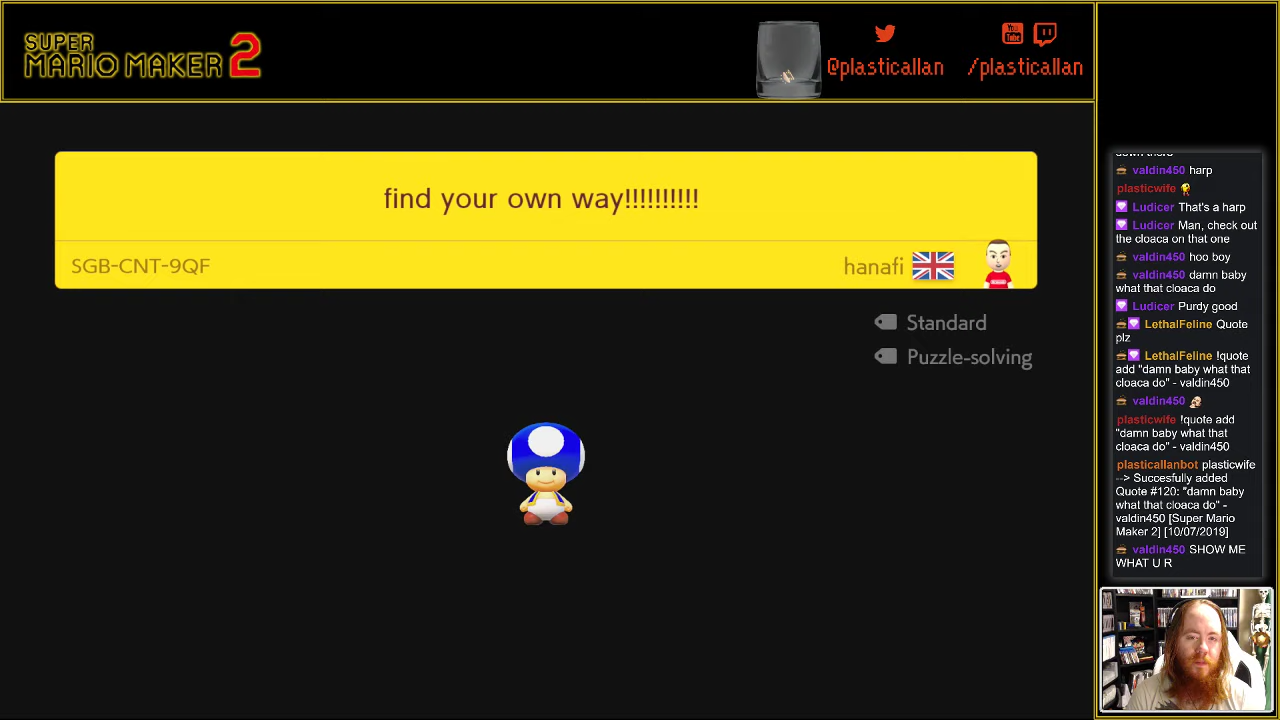 SUPER
MARIO MAKER 2
@plasticallan
You Tube
/plasticallan
find your own way!!!!!!!!!!
SGB-CNT-9QF
hanafi
Standard
Puzzle-solving
down there
valdin450 harp
plasticwife
Ludicer That's a harp
Ludicer Man, check out
the cloaca on that one
valdin450 hoo boy
valdin450 damn baby
what that cloaca do
Ludicer Purdy good
LethalFeline Quote
plz
LethalFeline !quote
add "damn baby what that
cloaca do" - valdin450
valdin450
plasticwife !quote add
"damn baby what that
cloaca do" - valdin450
plasticallanbot plasticwife
--> Succesfully added
Quote #120: "damn baby
what that cloaca do" -
valdin450 [Super Mario
Maker 2] [10/07/2019]
valdin450 SHOW ME
WHAT U R